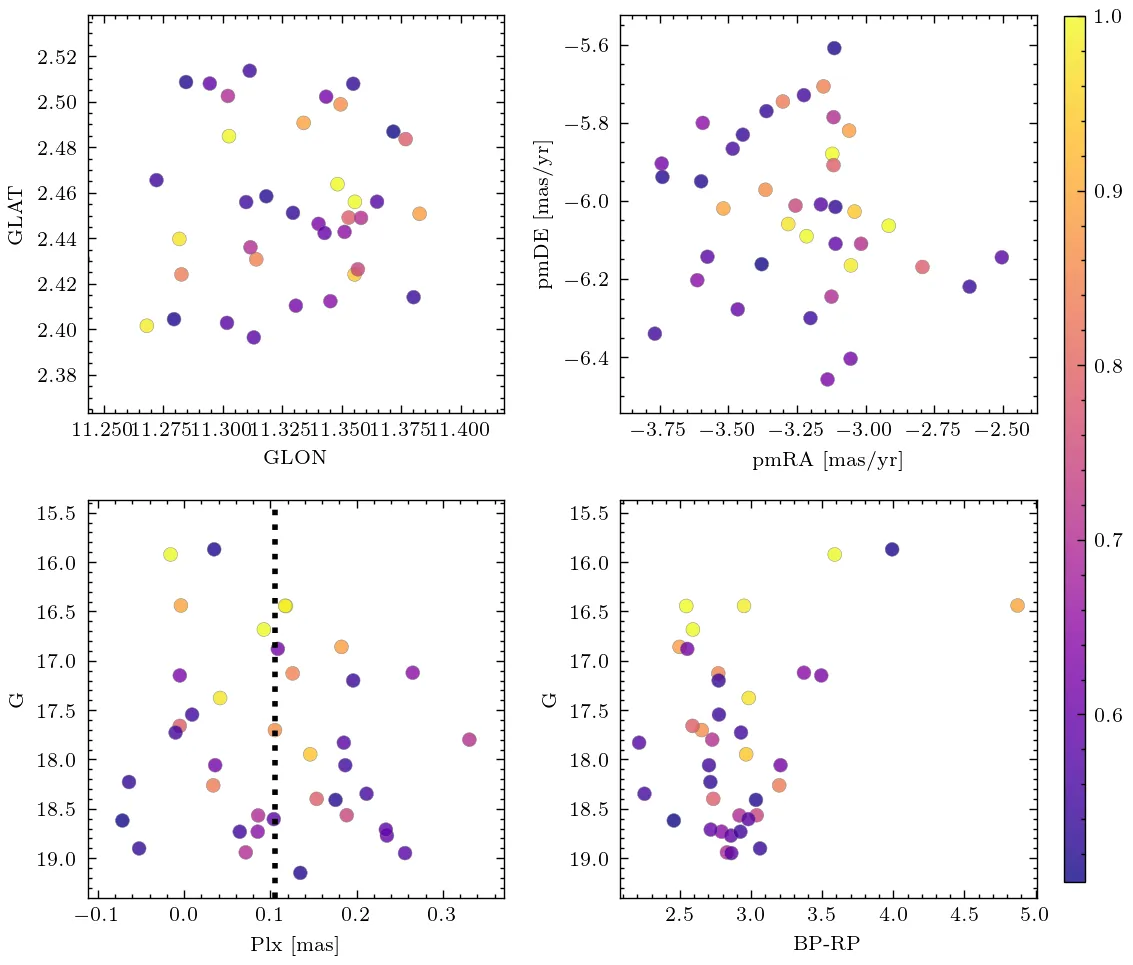 2.52
2.50
2.48
2.46
2.44
2.42
2.40
2.38
GLAT
11.250 11.275 11.300 11.325 11.350 11.375 11.400
GLON
−5.6
−5.8
−6.0
−6.2
−6.4
pmDE [mas/yr]
−3.75 −3.50 −3.25 −3.00 −2.75 −2.50
pmRA [mas/yr]
1.0
0.9
0.8
0.7
0.6
15.5
16.0
16.5
17.0
17.5
18.0
18.5
19.0
G
−0.1 0.0 0.1 0.2 0.3
Plx [mas]
15.5
16.0
16.5
17.0
17.5
18.0
18.5
19.0
G
2.5 3.0 3.5 4.0 4.5 5.0
BP-RP